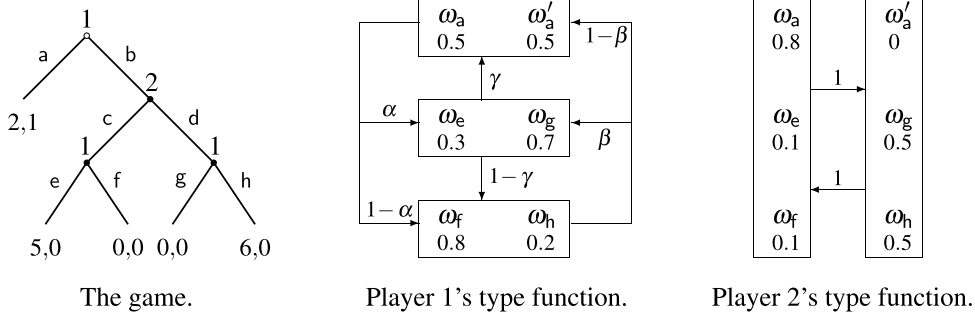 1
a b
2
2,1
c d
1 1
e f g h
5,0 0,0 0,0 6,0
The game.
ωa ω′a
0.5 0.5
1−β
γ
α
ωe ωg
0.3 0.7
β
1−γ
1−α
ωf ωh
0.8 0.2
Player 1's type function.
ωa ω′a
0.8 0
1
ωe ωg
0.1 0.5
1
ωf ωh
0.1 0.5
Player 2's type function.